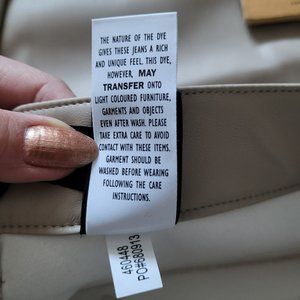 THE NATURE OF THE DYE
GIVES THESE JEANS A RICH
AND UNIQUE FEEL. THIS DYE,
HOWEVER, MAY
TRANSFER ONTO
LIGHT COLOURED FURNITURE,
GARMENTS AND OBJECTS
EVEN AFTER WASH. PLEASE
TAKE EXTRA CARE TO AVOID
CONTACT WITH THESE ITEMS.
GARMENT SHOULD BE
WASHED BEFORE WEARING
FOLLOWING THE CARE
INSTRUCTIONS.
460448
PO#680913